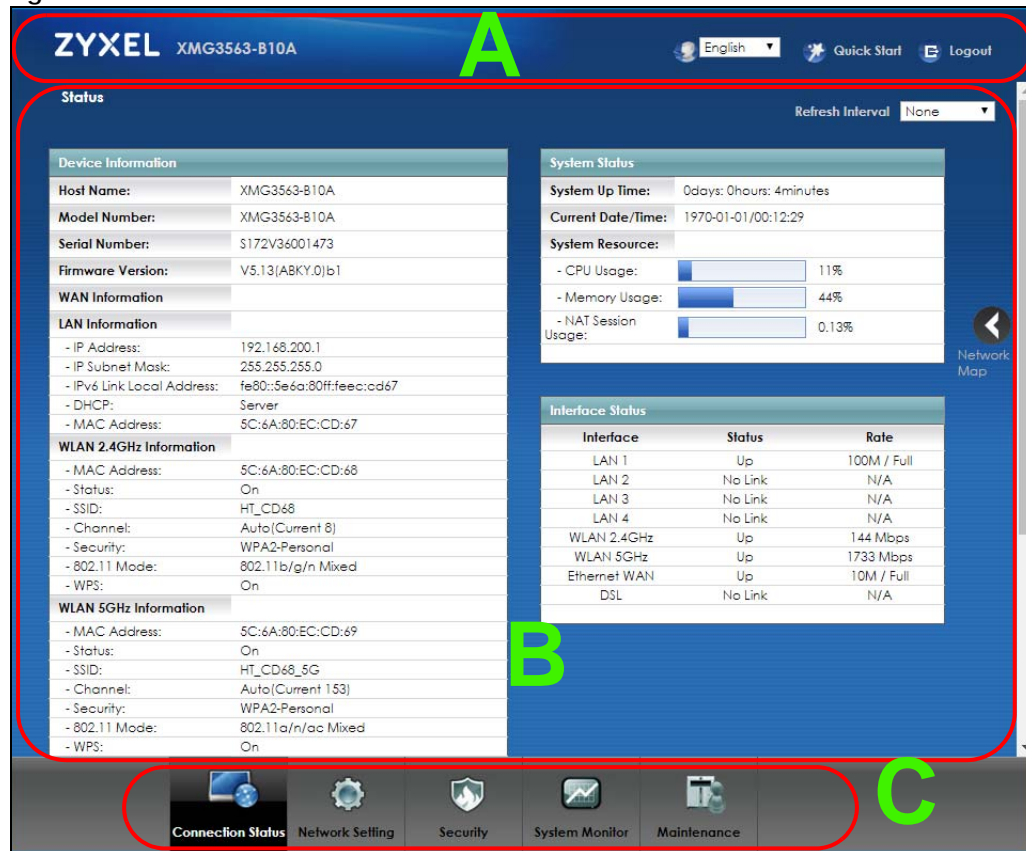 ZYXEL XMG3563-B10A
A
English
Quick Start
Logout
Status
Refresh Interval None
Device Information
Host Name: XMG3563-B10A
Model Number: XMG3563-B10A
Serial Number: S172V36001473
Firmware Version: V5.13(ABKY.0)b1
WAN Information
LAN Information
- IP Address: 192.168.200.1
- IP Subnet Mask: 255.255.255.0
- IPv6 Link Local Address: fe80::5e6a:80ff:feec:cd67
- DHCP: Server
- MAC Address: 5C:6A:80:EC:CD:67
WLAN 2.4GHz Information
- MAC Address: 5C:6A:80:EC:CD:68
- Status: On
- SSID: HT_CD68
- Channel: Auto(Current 8)
- Security: WPA2-Personal
- 802.11 Mode: 802.11b/g/n Mixed
- WPS: On
WLAN 5GHz Information
- MAC Address: 5C:6A:80:EC:CD:69
- Status: On
- SSID: HT_CD68_5G
- Channel: Auto(Current 153)
- Security: WPA2-Personal
- 802.11 Mode: 802.11a/n/ac Mixed
- WPS: On
System Status
System Up Time: 0days: 0hours: 4minutes
Current Date/Time: 1970-01-01/00:12:29
System Resource:
- CPU Usage: 11%
- Memory Usage: 44%
- NAT Session
Usage: 0.13%
Network
Map
Interface Status
Interface Status Rate
LAN 1 Up 100M / Full
LAN 2 No Link N/A
LAN 3 No Link N/A
LAN 4 No Link N/A
WLAN 2.4GHz Up 144 Mbps
WLAN 5GHz Up 1733 Mbps
Ethernet WAN Up 10M / Full
DSL No Link N/A
B
C
Connection Status
Network Setting
Security
System Monitor
Maintenance